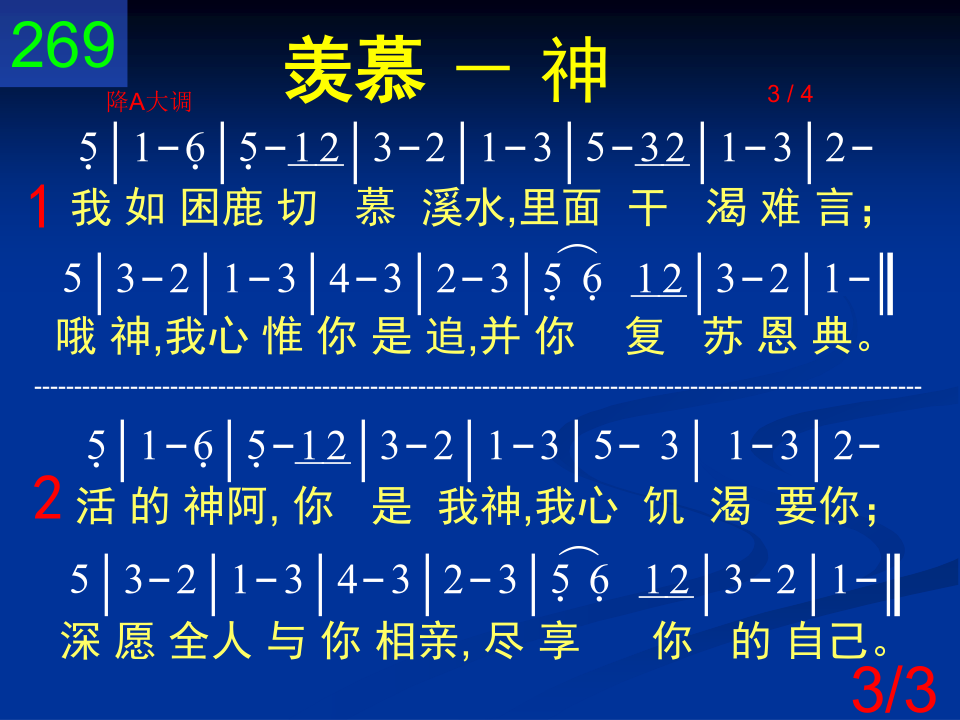 269
羡慕 － 神
降A大调 3 / 4
5̣ | 1 - 6̣ | 5̣ - 1̲ 2̲ | 3 - 2 | 1 - 3 | 5 - 3̲ 2̲ | 1 - 3 | 2 -
1 我 如 困鹿 切 慕 溪水,里面 干 渴 难 言；
5 | 3 - 2 | 1 - 3 | 4 - 3 | 2 - 3 | 5̣ 6̣ 1̲ 2̲ | 3 - 2 | 1 - ‖
哦 神,我心 惟 你 是 追,并 你 复 苏 恩 典。
5̣ | 1 - 6̣ | 5̣ - 1̲ 2̲ | 3 - 2 | 1 - 3 | 5 - 3 | 1 - 3 | 2 -
2 活 的 神阿, 你 是 我神,我心 饥 渴 要你；
5 | 3 - 2 | 1 - 3 | 4 - 3 | 2 - 3 | 5̣ 6̣ 1̲ 2̲ | 3 - 2 | 1 - ‖
深 愿 全人 与 你 相亲, 尽 享 你 的 自己。
3/3